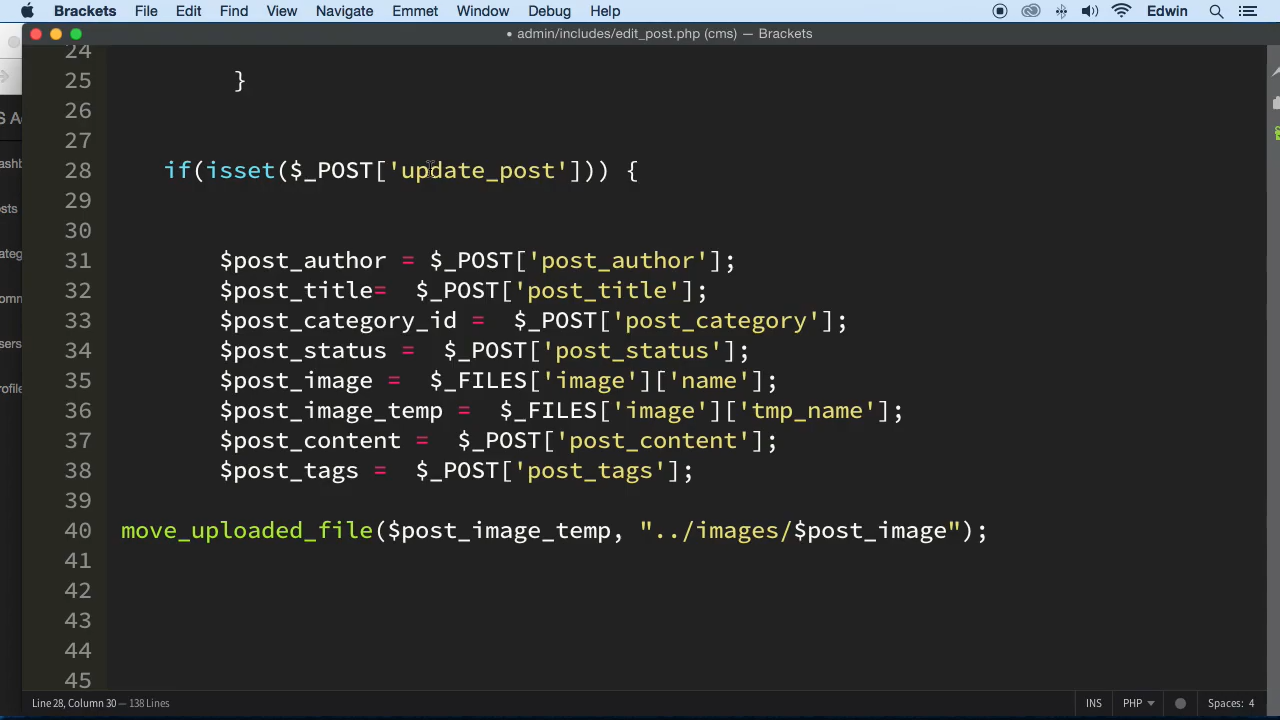 Brackets File Edit Find View Navigate Emmet Window Debug Help Edwin
• admin/includes/edit_post.php (cms) — Brackets
24
25 }
26
27
28 if(isset($_POST['update_post'])) {
29
30
31 $post_author = $_POST['post_author'];
32 $post_title= $_POST['post_title'];
33 $post_category_id = $_POST['post_category'];
34 $post_status = $_POST['post_status'];
35 $post_image = $_FILES['image']['name'];
36 $post_image_temp = $_FILES['image']['tmp_name'];
37 $post_content = $_POST['post_content'];
38 $post_tags = $_POST['post_tags'];
39
40 move_uploaded_file($post_image_temp, "../images/$post_image");
41
42
43
44
45
Line 28, Column 30 — 138 Lines INS PHP Spaces: 4